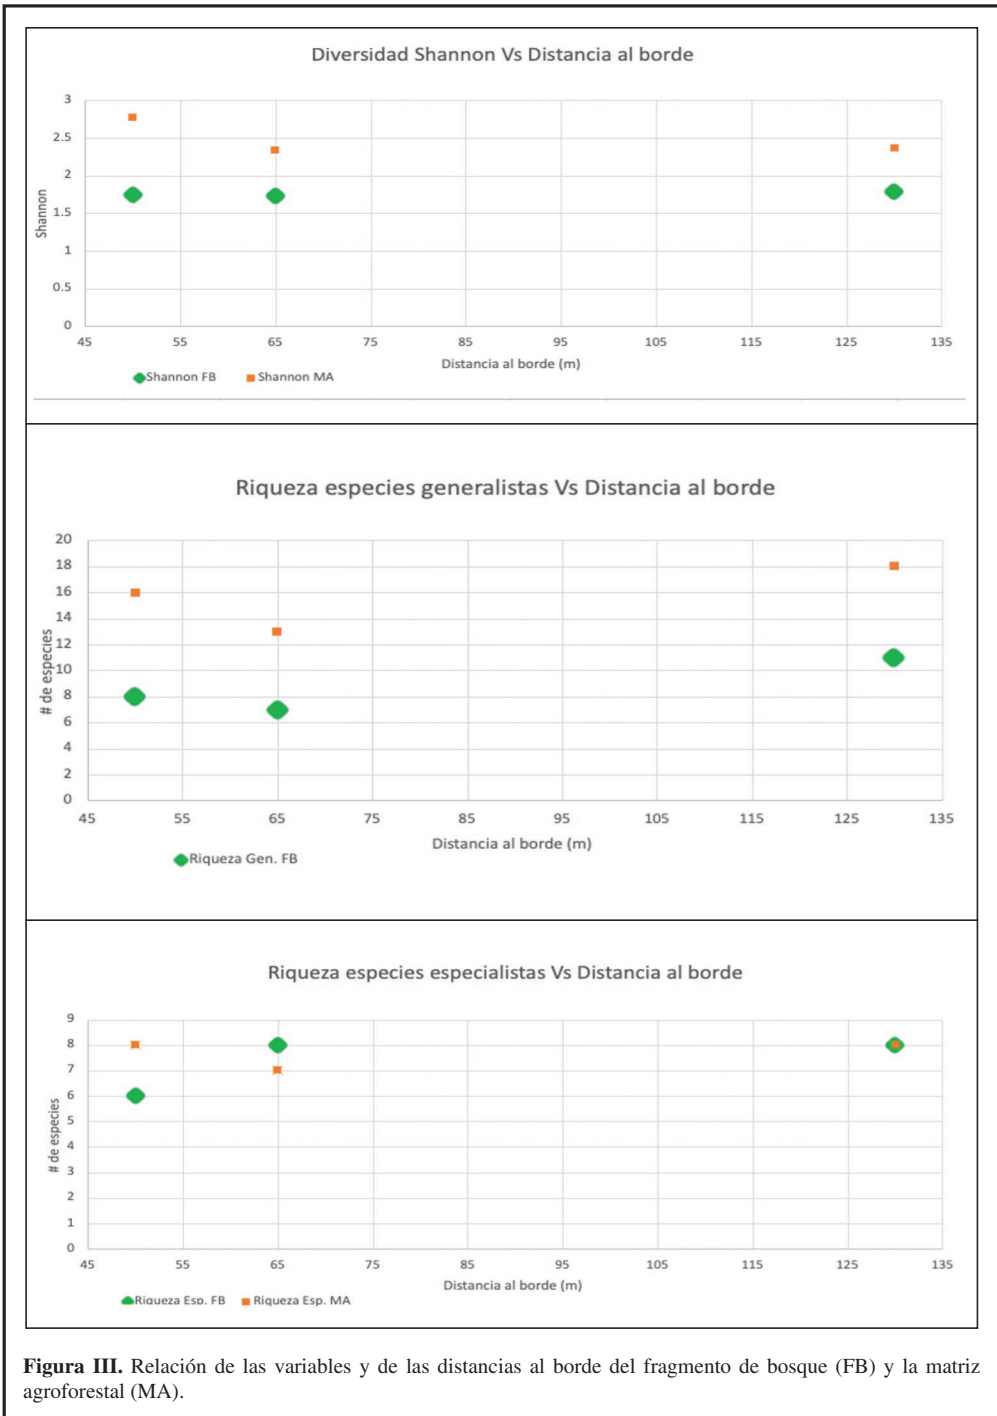 Diversidad Shannon Vs Distancia al borde
3
2.5
2
1.5
1
0.5
0
Shannon
45 55 65 75 85 95 105 115 125 135
Distancia al borde (m)
Shannon FB Shannon MA
Riqueza especies generalistas Vs Distancia al borde
20
18
16
14
12
10
8
6
4
2
0
# de especies
45 55 65 75 85 95 105 115 125 135
Distancia al borde (m)
Riqueza Gen. FB
Riqueza especies especialistas Vs Distancia al borde
9
8
7
6
5
4
3
2
1
0
# de especies
45 55 65 75 85 95 105 115 125 135
Distancia al borde (m)
Riqueza Esp. FB Riqueza Esp. MA
Figura III. Relación de las variables y de las distancias al borde del fragmento de bosque (FB) y la matriz
agroforestal (MA).